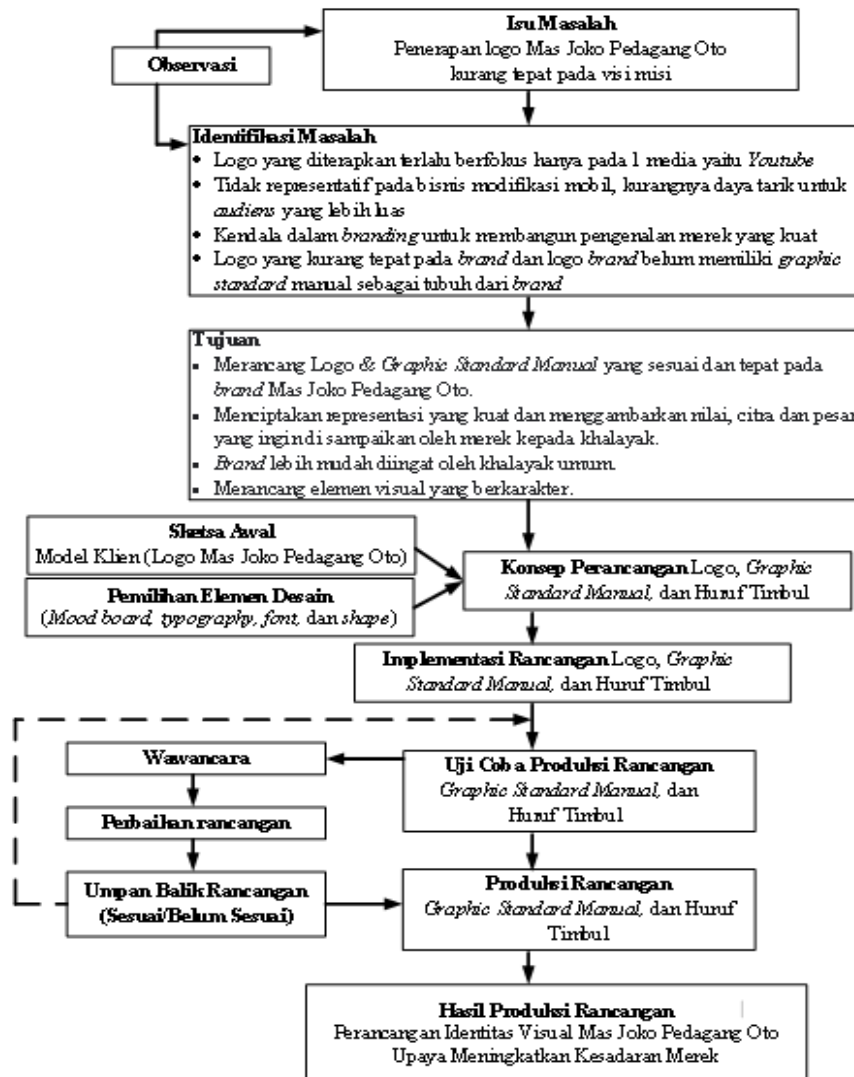 Isu Masalah
Penerapan logo Mas Joko Pedagang Oto
kurang tepat pada visi misi
Observasi
Identifikasi Masalah
• Logo yang diterapkan terlalu berfokus hanya pada 1 media yaitu Youtube
• Tidak representatif pada bisnis modifikasi mobil, kurangnya daya tarik untuk
audiens yang lebih luas
• Kendala dalam branding untuk membangun pengenalan merek yang kuat
• Logo yang kurang tepat pada brand dan logo brand belum memiliki graphic
standard manual sebagai tubuh dari brand
Tujuan
▪ Merancang Logo & Graphic Standard Manual yang sesuai dan tepat pada
brand Mas Joko Pedagang Oto.
▪ Menciptakan representasi yang kuat dan menggambarkan nilai, citra dan pesan
yang ingin di sampaikan oleh merek kepada khalayak.
▪ Brand lebih mudah diingat oleh khalayak umum.
▪ Merancang elemen visual yang berkarakter.
Sketsa Awal
Model Klien (Logo Mas Joko Pedagang Oto)
Pemilihan Elemen Desain
(Mood board, typography, font, dan shape)
Konsep Perancangan Logo, Graphic
Standard Manual, dan Huruf Timbul
Implementasi Rancangan Logo, Graphic
Standard Manual, dan Huruf Timbul
Wawancara
Uji Coba Produksi Rancangan
Graphic Standard Manual, dan
Huruf Timbul
Perbaikan rancangan
Umpan Balik Rancangan
(Sesuai/Belum Sesuai)
Produksi Rancangan
Graphic Standard Manual, dan Huruf
Timbul
Hasil Produksi Rancangan
Perancangan Identitas Visual Mas Joko Pedagang Oto
Upaya Meningkatkan Kesadaran Merek